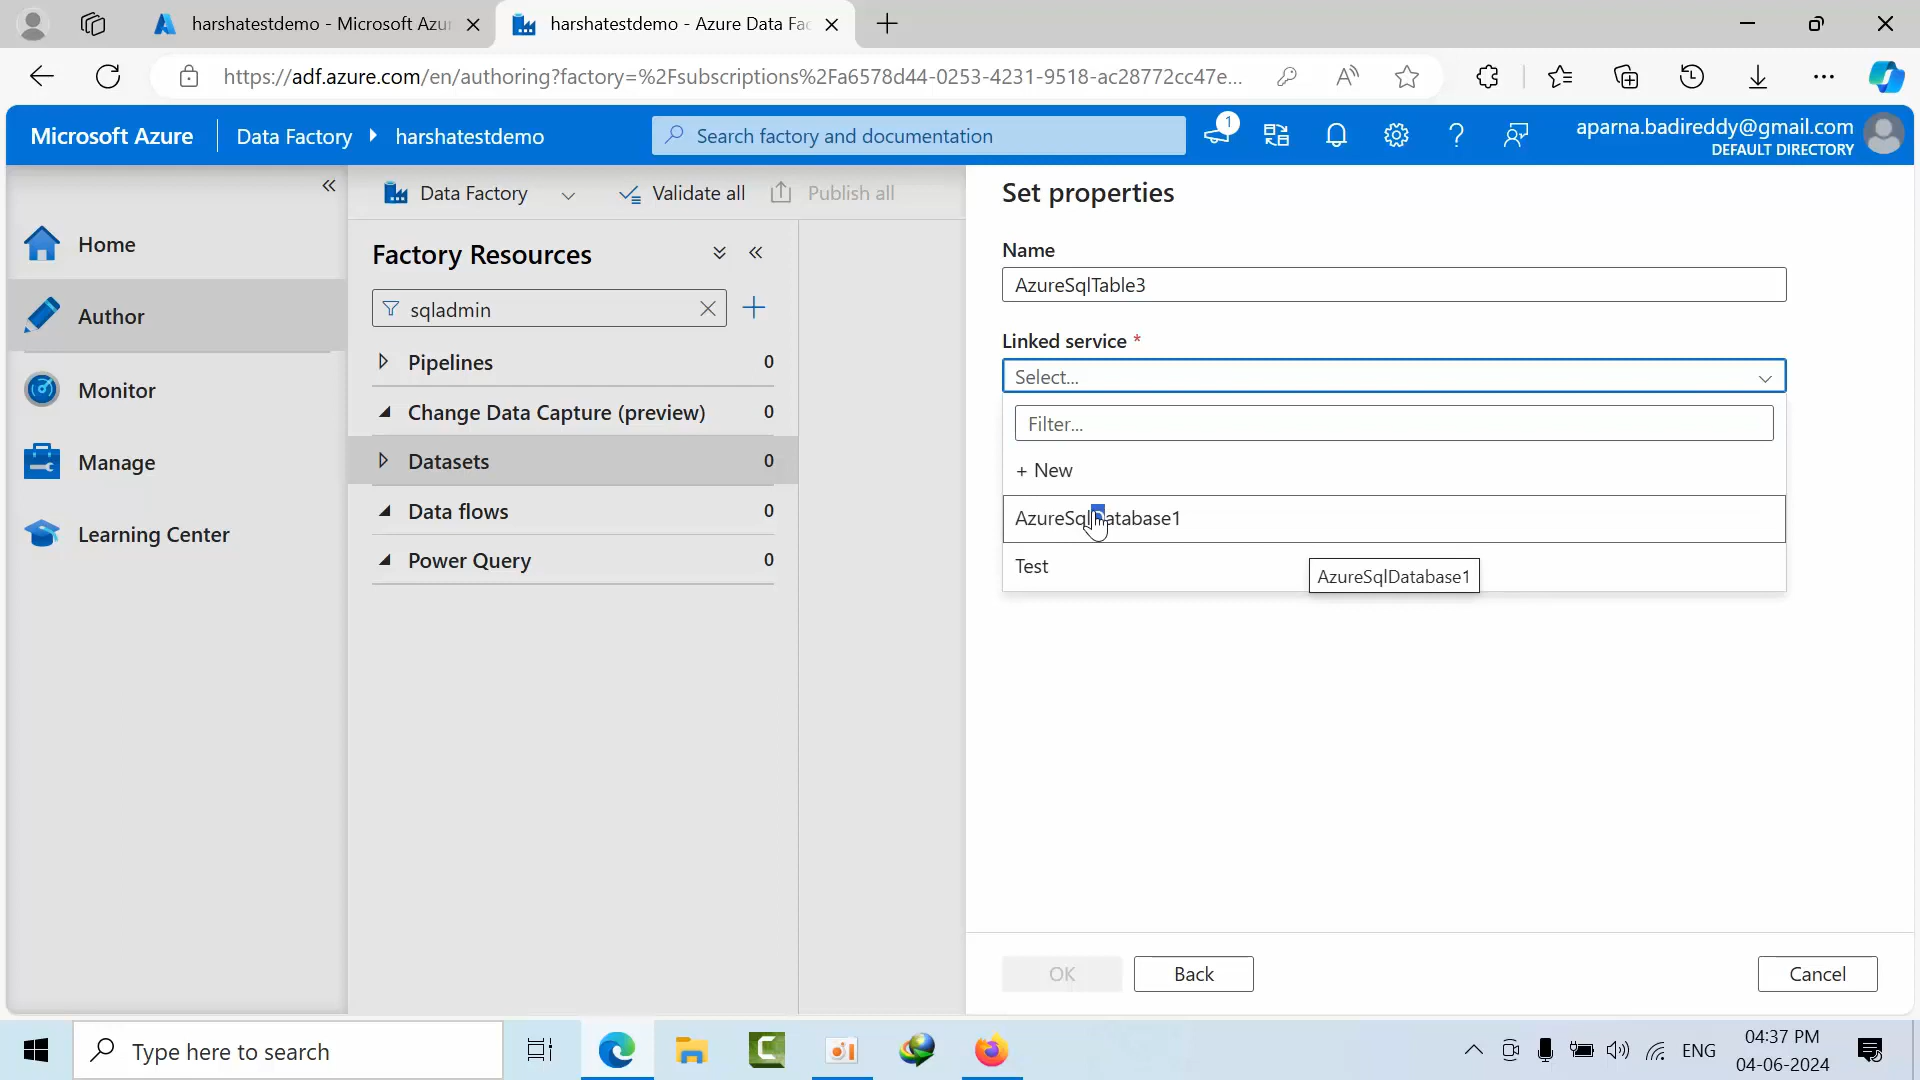 harshatestdemo - Microsoft Azu
harshatestdemo - Azure Data Fac
https://adf.azure.com/en/authoring?factory=%2Fsubscriptions%2Fa6578d44-0253-4231-9518-ac28772cc47e...
Microsoft Azure
Data Factory
harshatestdemo
Search factory and documentation
1
aparna.badireddy@gmail.com
DEFAULT DIRECTORY
Home
Author
Monitor
Manage
Learning Center
Data Factory
Validate all
Publish all
Factory Resources
sqladmin
Pipelines 0
Change Data Capture (preview) 0
Datasets 0
Data flows 0
Power Query 0
Set properties
Name
AzureSqlTable3
Linked service *
Select...
Filter...
+ New
AzureSqlDatabase1
Test
AzureSqlDatabase1
OK
Back
Cancel
Type here to search
ENG
04:37 PM
04-06-2024